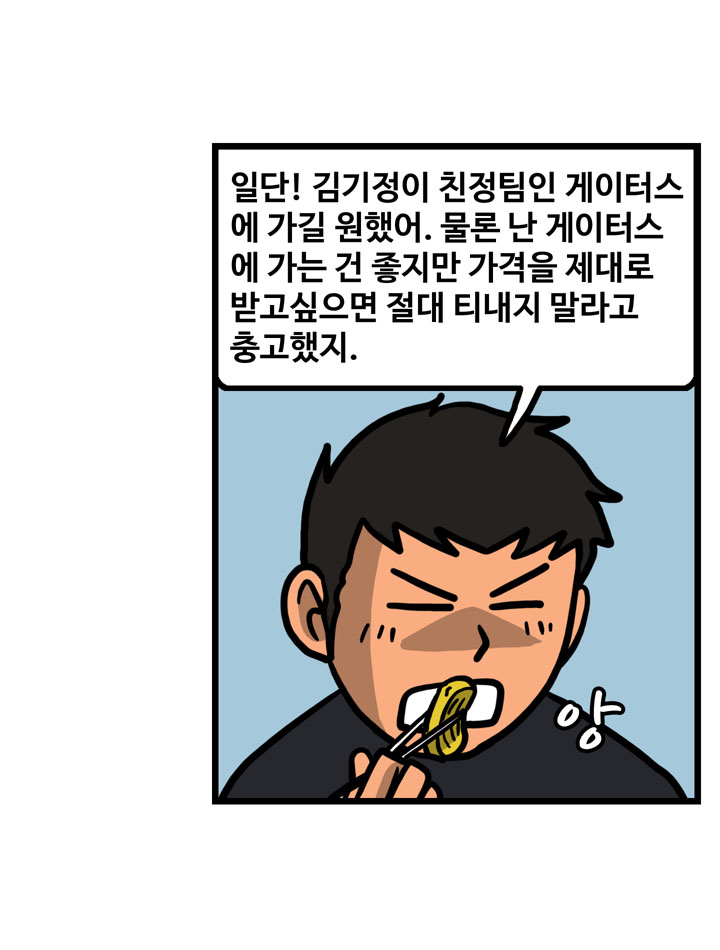 일단! 김기정이 친정팀인 게이터스
에 가길 원했어. 물론 난 게이터스
에 가는 건 좋지만 가격을 제대로
받고싶으면 절대 티내지 말라고
충고했지.
앙